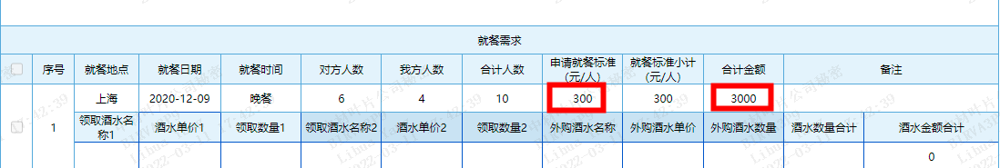 就餐需求
序号 就餐地点 就餐日期 就餐时间 对方人数 我方人数 合计人数 申请就餐标准(元/人) 就餐标准小计(元/人) 合计金额 备注
上海 2020-12-09 晚餐 6 4 10 300 300 3000
1 领取酒水名称1 酒水单价1 领取数量1 领取酒水名称2 酒水单价2 领取数量2 外购酒水名称 外购酒水单价 外购酒水数量 酒水数量合计 酒水金额合计
0